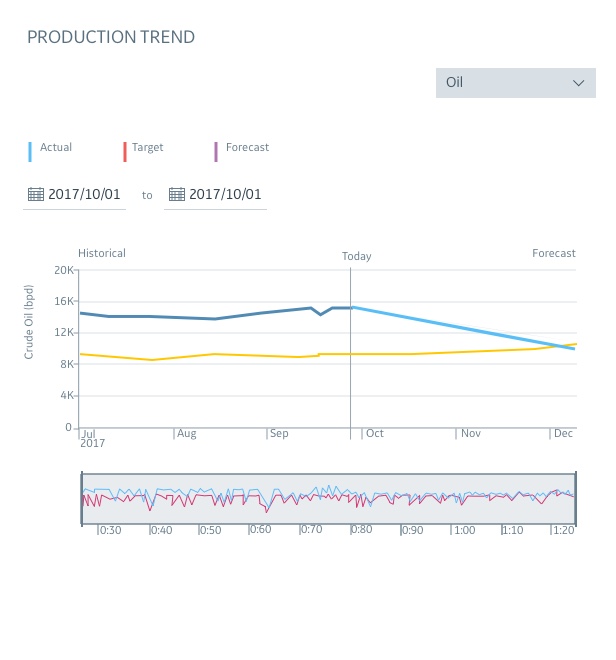 PRODUCTION TREND
Oil
Actual Target Forecast
2017/10/01 to 2017/10/01
Historical Today Forecast
Crude Oil (bpd)
20K
16K
12K
8K
4K
0
Jul Aug Sep Oct Nov Dec
2017
0:30 0:40 0:50 0:60 0:70 0:80 0:90 1:00 1:10 1:20